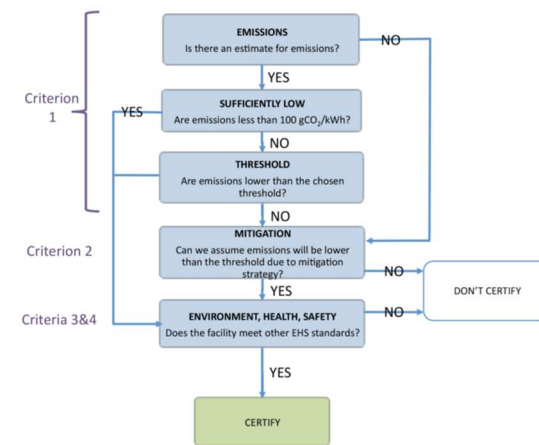 EMISSIONS
Is there an estimate for emissions?
NO
YES
Criterion
1
YES
SUFFICIENTLY LOW
Are emissions less than 100 gCO₂/kWh?
NO
THRESHOLD
Are emissions lower than the chosen
threshold?
NO
Criterion 2
MITIGATION
Can we assume emissions will be lower
than the threshold due to mitigation
strategy?
NO
DON'T CERTIFY
YES
Criteria 3&4
ENVIRONMENT, HEALTH, SAFETY
Does the facility meet other EHS standards?
NO
YES
CERTIFY